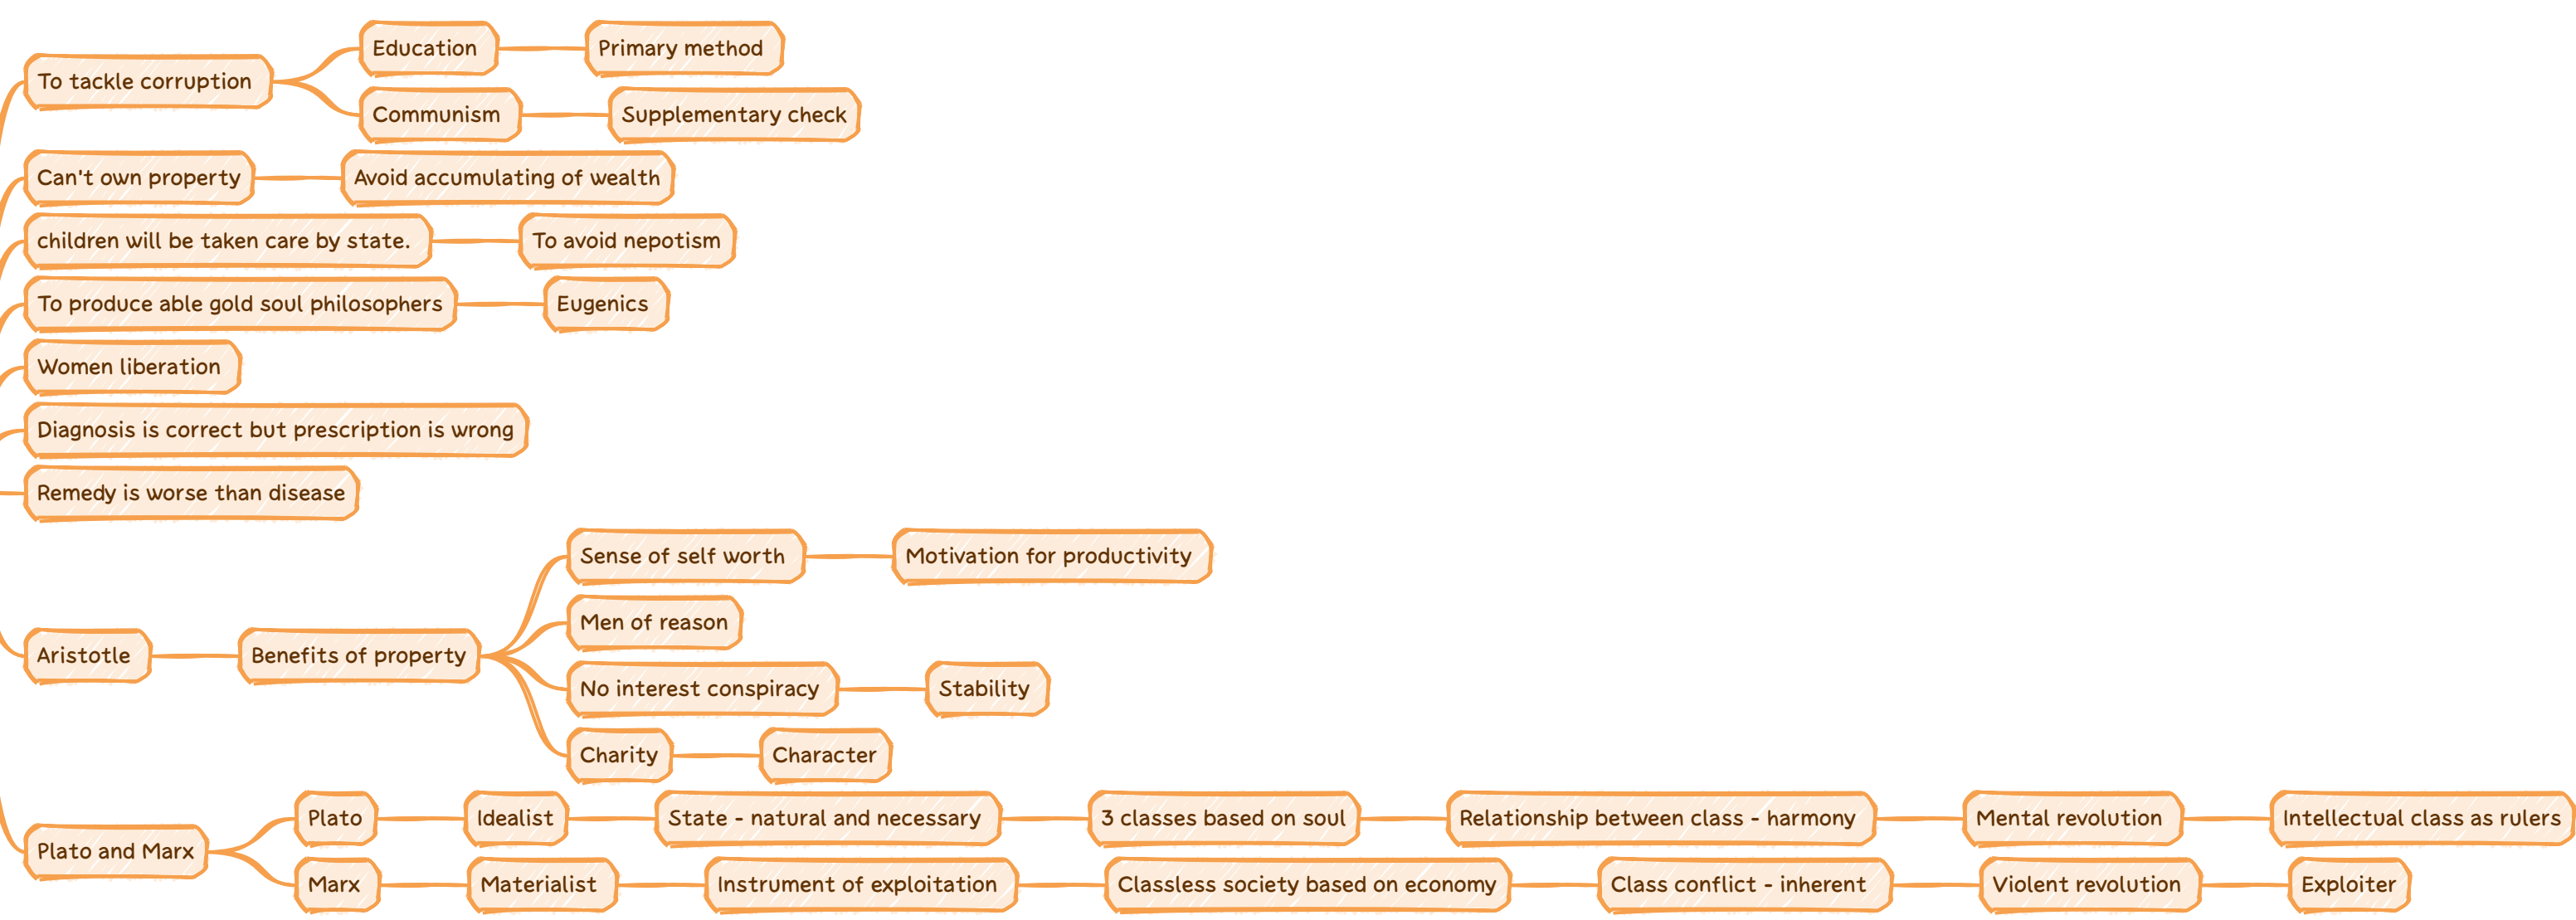 To tackle corruption
Education
Primary method
Communism
Supplementary check
Can't own property
Avoid accumulating of wealth
children will be taken care by state.
To avoid nepotism
To produce able gold soul philosophers
Eugenics
Women liberation
Diagnosis is correct but prescription is wrong
Remedy is worse than disease
Aristotle
Benefits of property
Sense of self worth
Motivation for productivity
Men of reason
No interest conspiracy
Stability
Charity
Character
Plato and Marx
Plato
Idealist
State - natural and necessary
3 classes based on soul
Relationship between class - harmony
Mental revolution
Intellectual class as rulers
Marx
Materialist
Instrument of exploitation
Classless society based on economy
Class conflict - inherent
Violent revolution
Exploiter